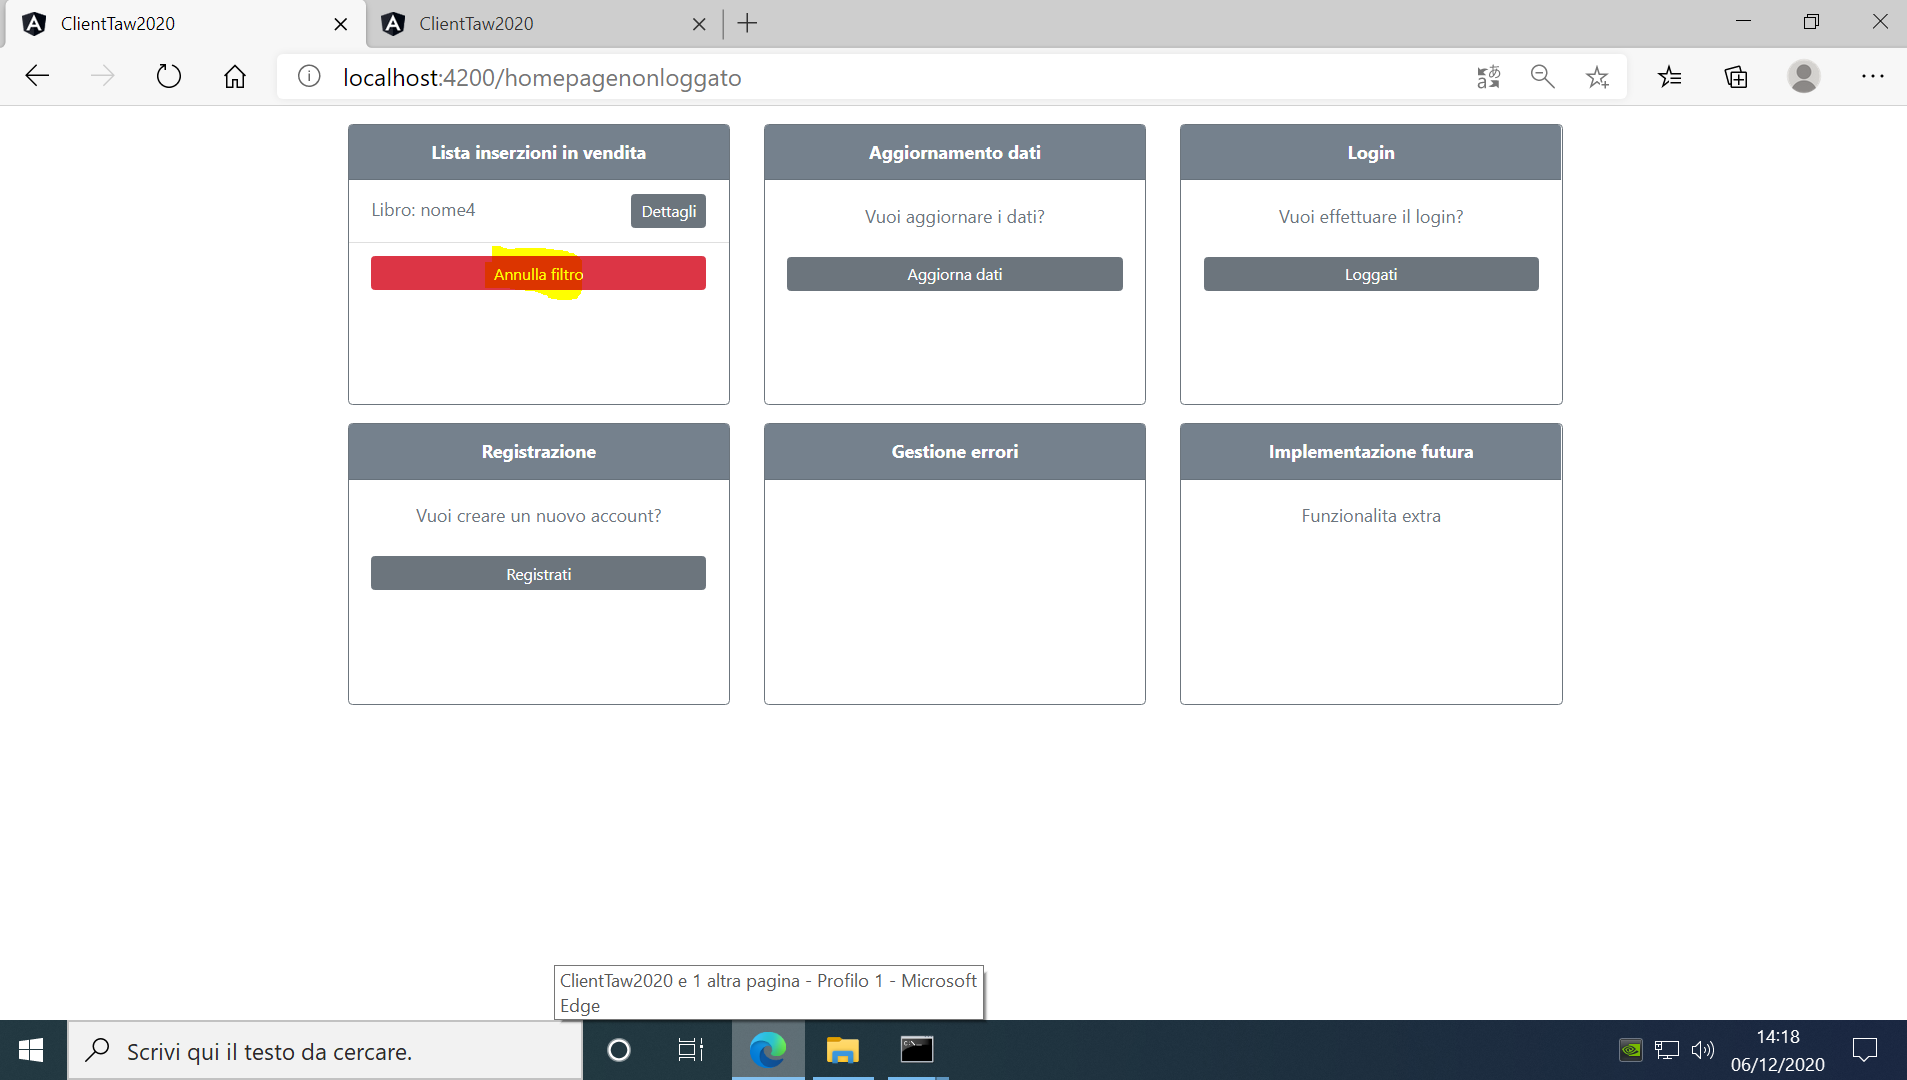 ClientTaw2020
ClientTaw2020
localhost:4200/homepagenonloggato
Lista inserzioni in vendita
Libro: nome4
Dettagli
Annulla filtro
Aggiornamento dati
Vuoi aggiornare i dati?
Aggiorna dati
Login
Vuoi effettuare il login?
Loggati
Registrazione
Vuoi creare un nuovo account?
Registrati
Gestione errori
Implementazione futura
Funzionalita extra
ClientTaw2020 e 1 altra pagina - Profilo 1 - Microsoft
Edge
Scrivi qui il testo da cercare.
14:18
06/12/2020